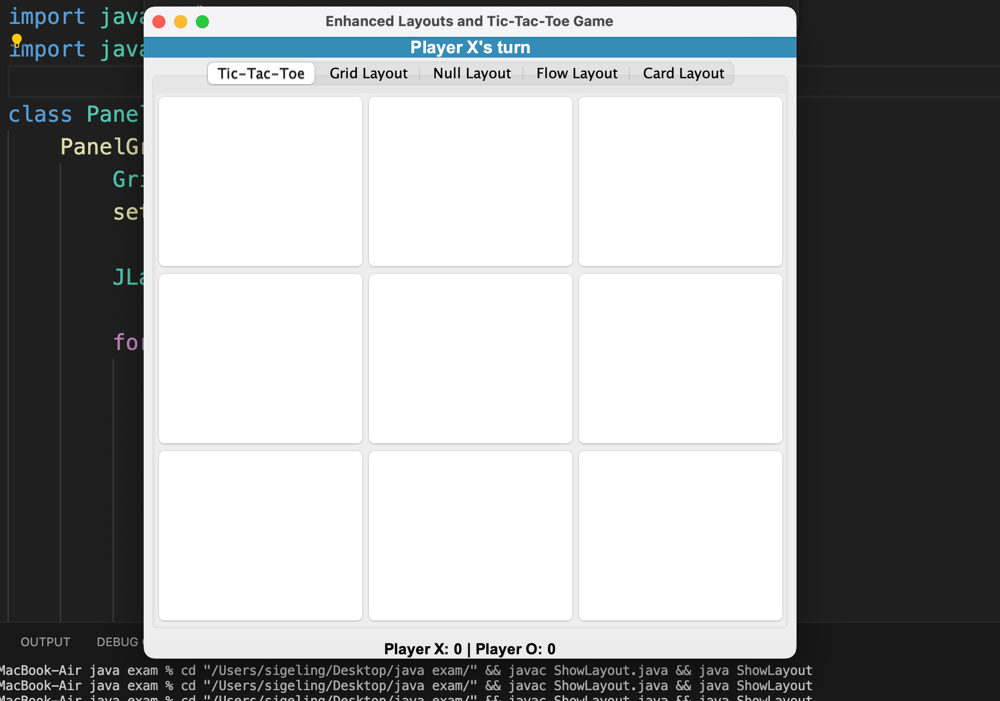 import java
import java
class Panel
PanelGr
Gri
set
JLa
for
Enhanced Layouts and Tic-Tac-Toe Game
Player X's turn
Tic-Tac-Toe Grid Layout Null Layout Flow Layout Card Layout
Player X: 0 | Player O: 0
OUTPUT DEBUG
MacBook-Air java exam % cd "/Users/sigeling/Desktop/java exam/" && javac ShowLayout.java && java ShowLayout
MacBook-Air java exam % cd "/Users/sigeling/Desktop/java exam/" && javac ShowLayout.java && java ShowLayout
MacBook-Air java exam % cd "/Users/sigeling/Desktop/java exam/" && javac ShowLayout.java && java ShowLayout